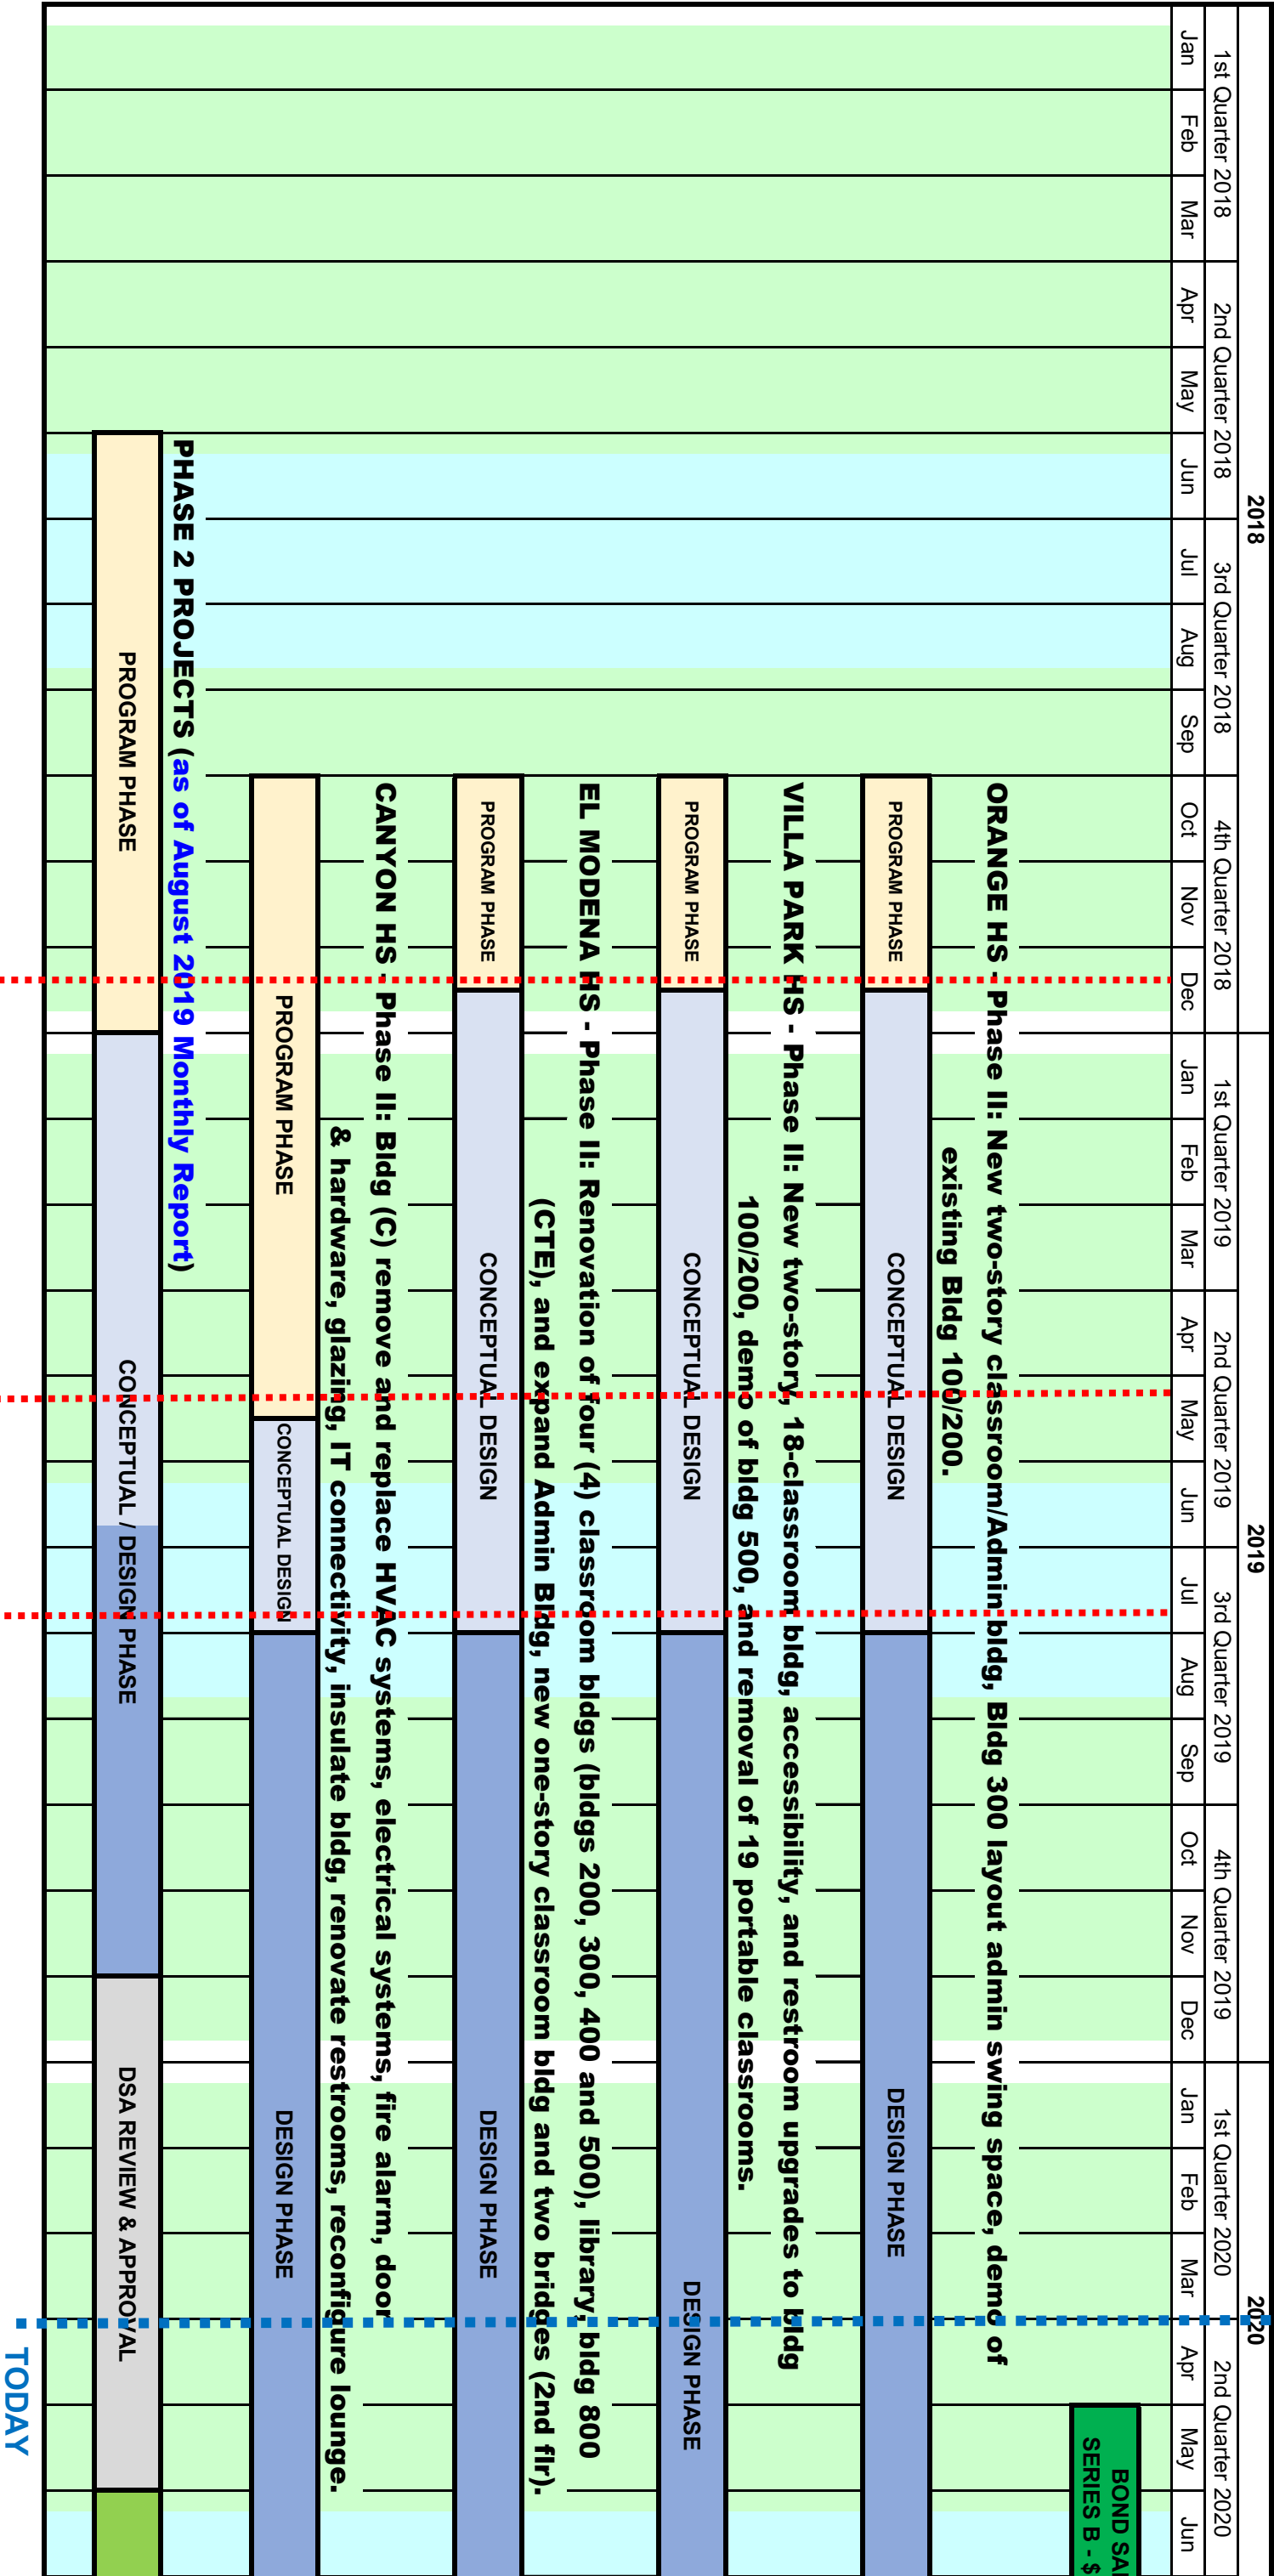 2018
2019
2020
1st Quarter 2018
2nd Quarter 2018
3rd Quarter 2018
4th Quarter 2018
1st Quarter 2019
2nd Quarter 2019
3rd Quarter 2019
4th Quarter 2019
1st Quarter 2020
2nd Quarter 2020
Jan Feb Mar Apr May Jun Jul Aug Sep Oct Nov Dec Jan Feb Mar Apr May Jun Jul Aug Sep Oct Nov Dec Jan Feb Mar Apr May Jun
BOND SA
SERIES B - $
ORANGE HS - Phase II: New two-story classroom/Admin bldg, Bldg 300 layout admin swing space, demo of
existing Bldg 100/200.
PROGRAM PHASE
CONCEPTUAL DESIGN
DESIGN PHASE
VILLA PARK HS - Phase II: New two-story, 18-classroom bldg, accessibility, and restroom upgrades to bldg
100/200, demo of bldg 500, and removal of 19 portable classrooms.
PROGRAM PHASE
CONCEPTUAL DESIGN
DESIGN PHASE
EL MODENA HS - Phase II: Renovation of four (4) classroom bldgs (bldgs 200, 300, 400 and 500), library, bldg 800
(CTE), and expand Admin Bldg, new one-story classroom bldg and two bridges (2nd flr).
PROGRAM PHASE
CONCEPTUAL DESIGN
DESIGN PHASE
CANYON HS - Phase II: Bldg (C) remove and replace HVAC systems, electrical systems, fire alarm, door
& hardware, glazing, IT connectivity, insulate bldg, renovate restrooms, reconfigure lounge.
PROGRAM PHASE
CONCEPTUAL DESIGN
DESIGN PHASE
PHASE 2 PROJECTS (as of August 2019 Monthly Report)
PROGRAM PHASE
CONCEPTUAL / DESIGN PHASE
DSA REVIEW & APPROVAL
TODAY